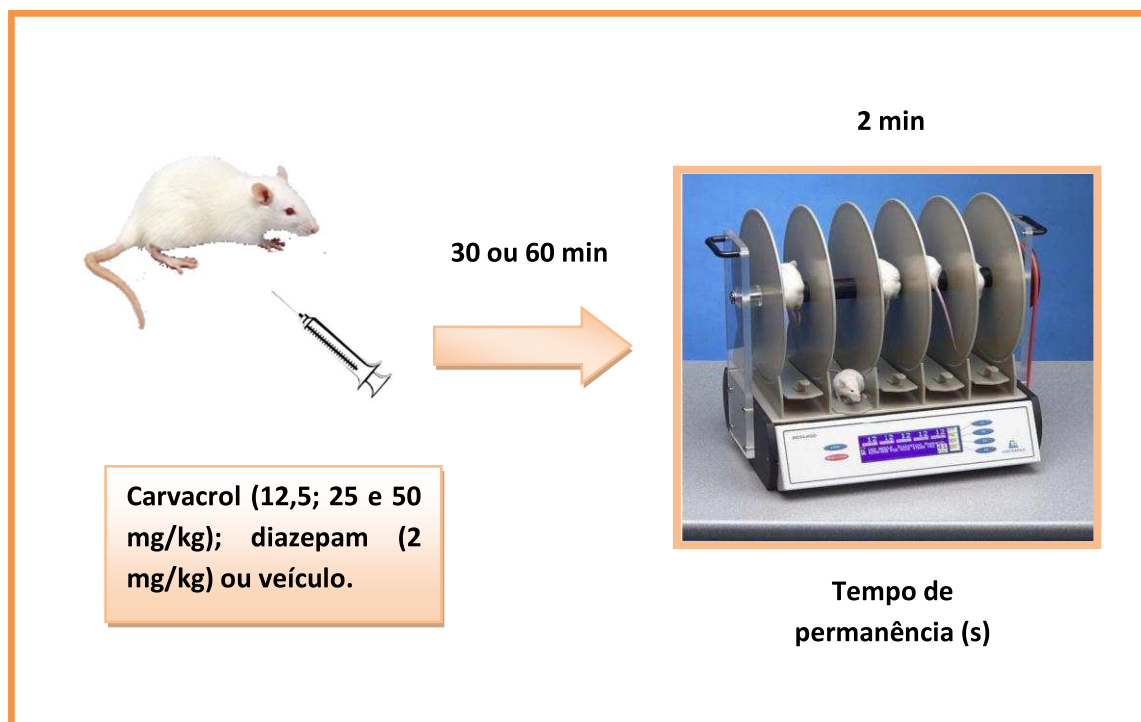 2 min
30 ou 60 min
Carvacrol (12,5; 25 e 50
mg/kg); diazepam (2
mg/kg) ou veículo.
Tempo de
permanência (s)